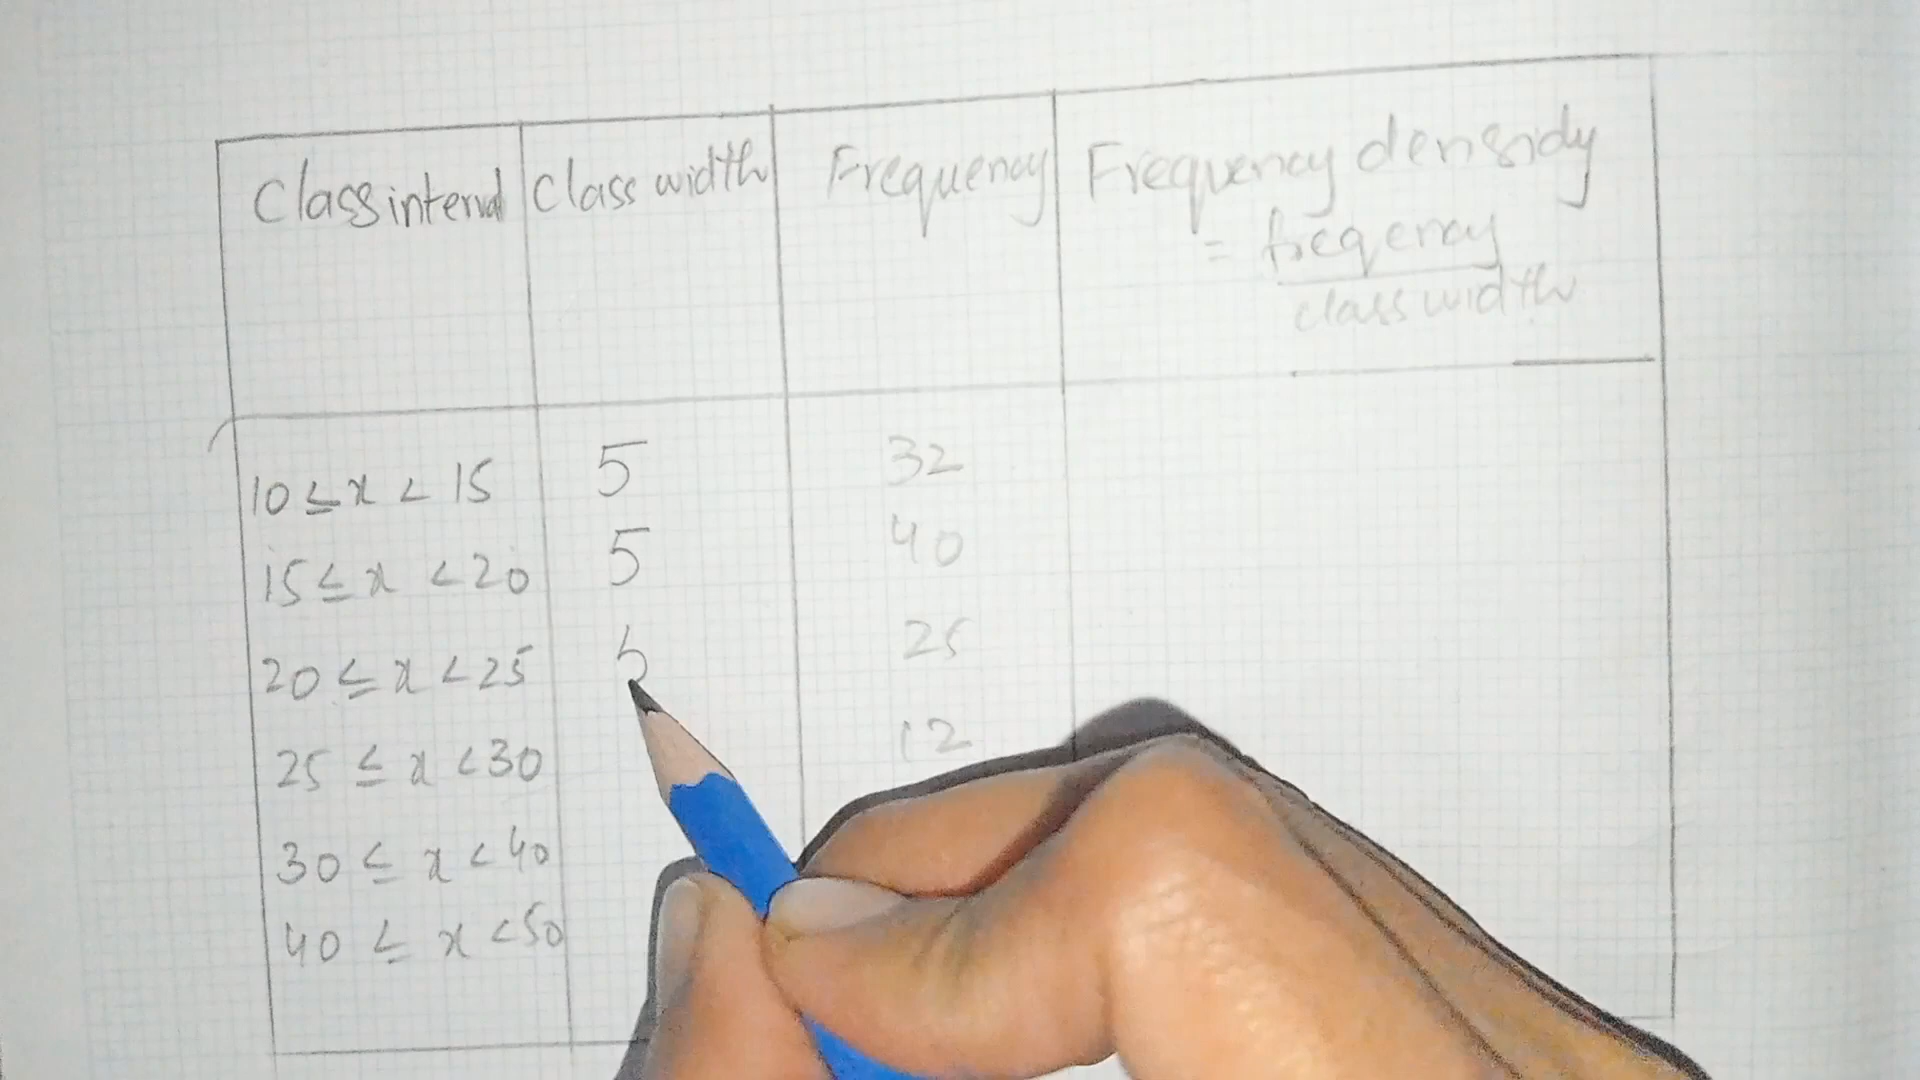 Class interval Class width Frequency Frequency density
= freqency
class width
10 ≤ x < 15 5 32
15 ≤ x < 20 5 40
20 ≤ x < 25 5 25
25 ≤ x < 30 12
30 ≤ x < 40
40 ≤ x < 50